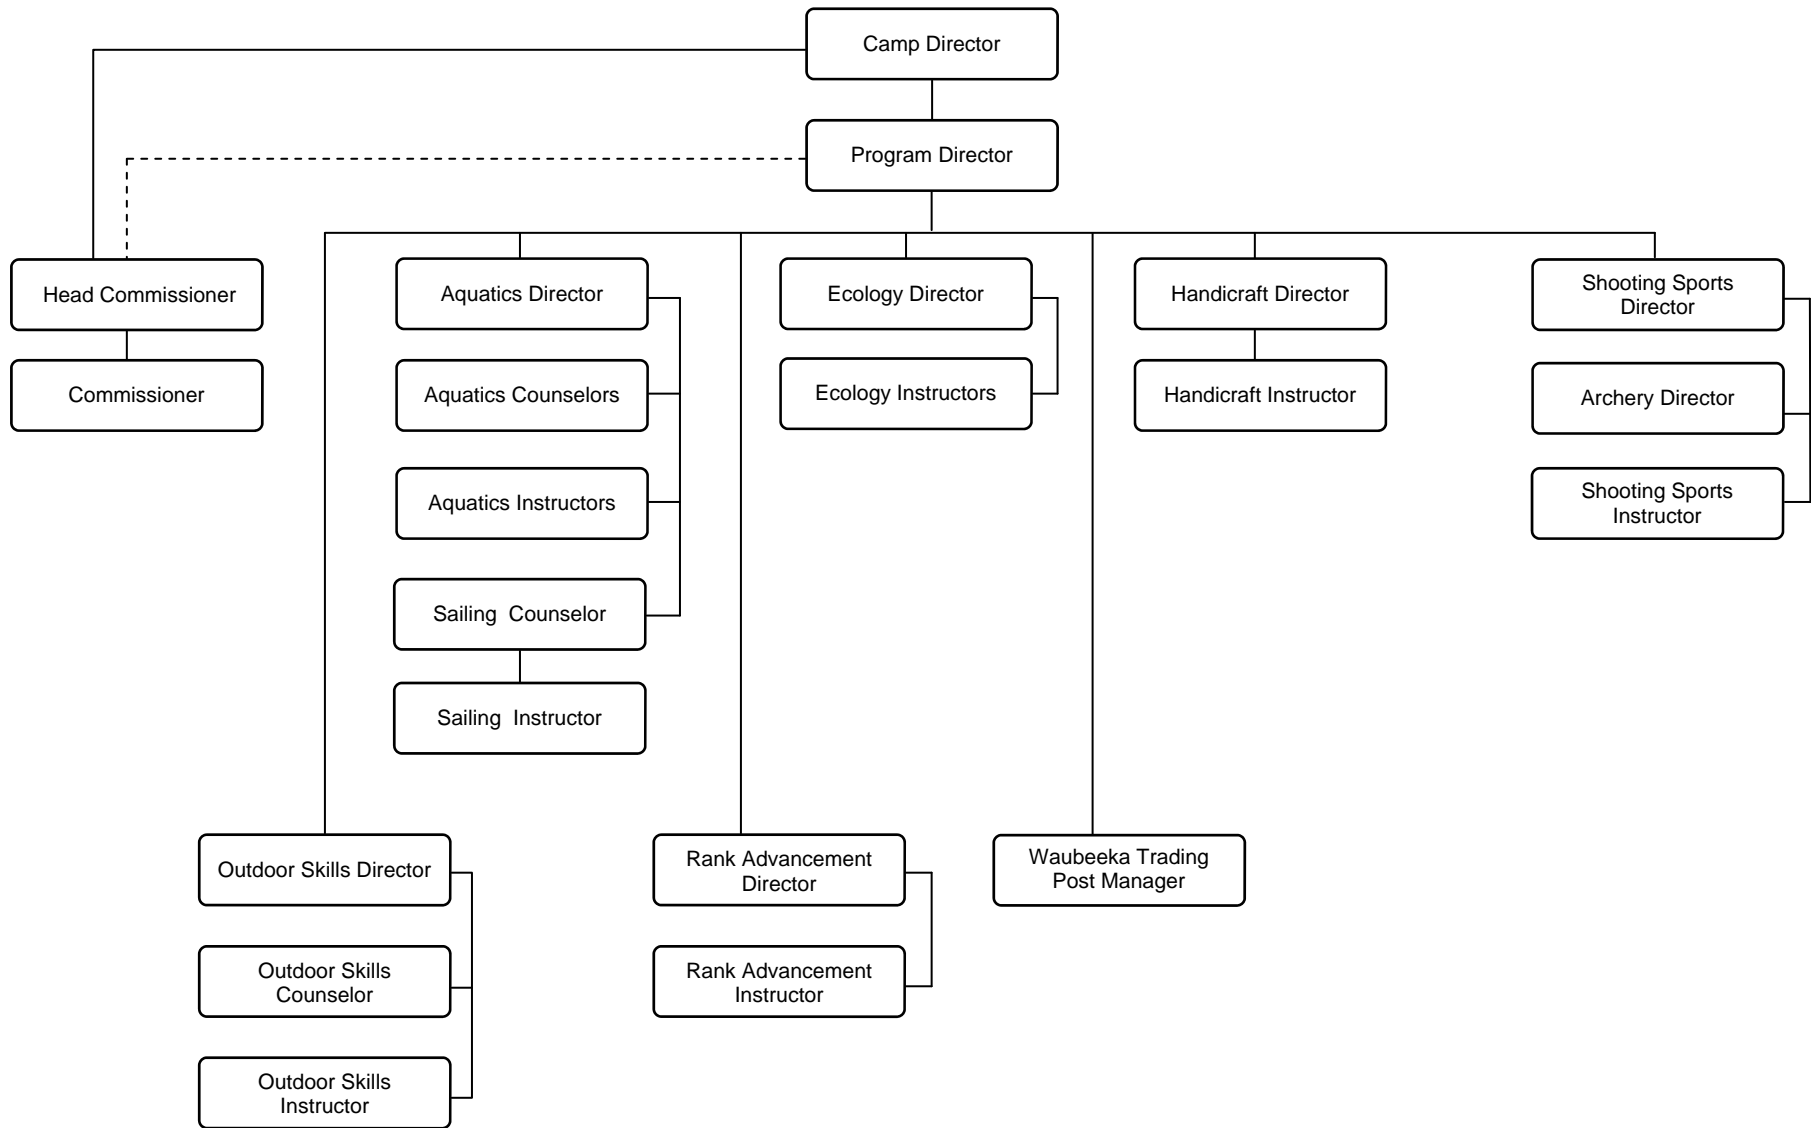 Camp Director
Program Director
Head Commissioner
Aquatics Director
Ecology Director
Handicraft Director
Shooting Sports
Director
Commissioner
Aquatics Counselors
Ecology Instructors
Handicraft Instructor
Archery Director
Aquatics Instructors
Shooting Sports
Instructor
Sailing  Counselor
Sailing  Instructor
Outdoor Skills Director
Rank Advancement
Director
Waubeeka Trading
Post Manager
Outdoor Skills
Counselor
Rank Advancement
Instructor
Outdoor Skills
Instructor